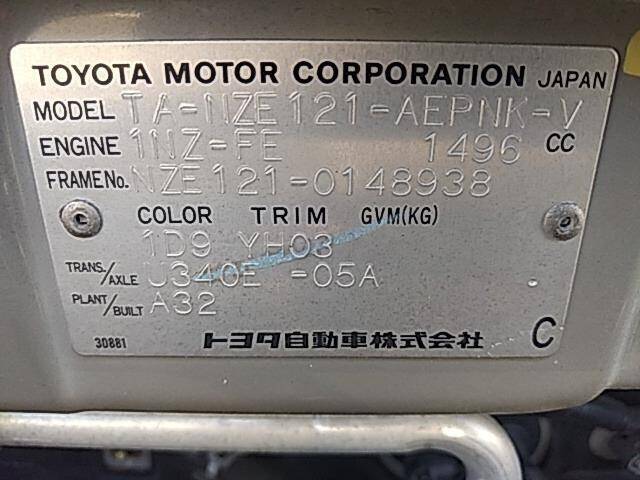 TOYOTA MOTOR CORPORATION JAPAN
MODEL TA-NZE121-AEPNK-V
ENGINE 1NZ-FE 1496 CC
FRAME No. NZE121-0148938
COLOR TRIM GVM(KG)
1D9 YH03
TRANS./AXLE U340E -05A
PLANT/BUILT A32
30881 トヨタ自動車株式会社 C